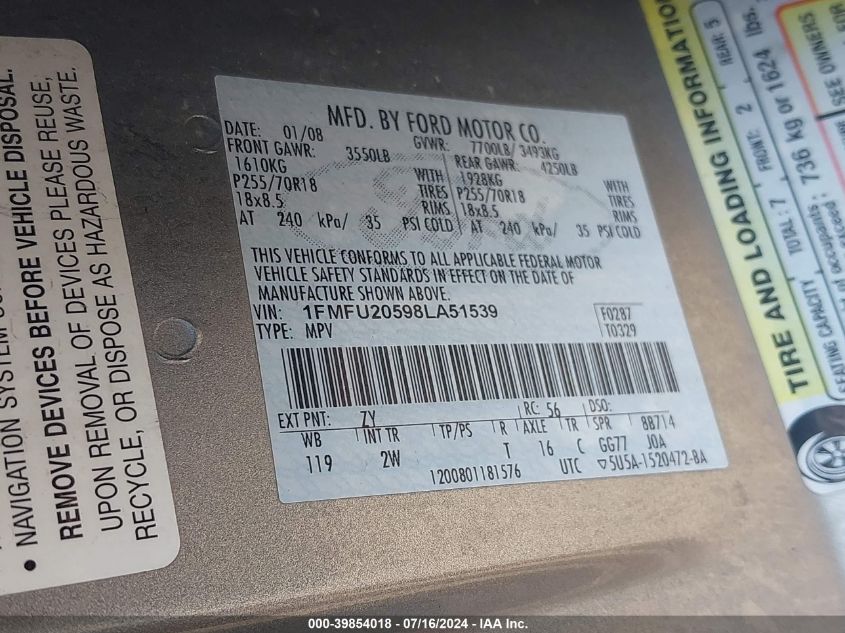 NAVIGATION SYSTEM
• REMOVE DEVICES BEFORE VEHICLE DISPOSAL.
UPON REMOVAL OF DEVICES PLEASE REUSE,
RECYCLE, OR DISPOSE AS HAZARDOUS WASTE.
MFD. BY FORD MOTOR CO.
DATE: 01/08 GVWR: 7700LB/ 3493KG
FRONT GAWR: 3550LB REAR GAWR: 4250LB
1610KG WITH 1928KG WITH
P255/70R18 TIRES P255/70R18 TIRES
18x8.5 RIMS 18x8.5 RIMS
AT 240 kPa/ 35 PSI COLD AT 240 kPa/ 35 PSI COLD
THIS VEHICLE CONFORMS TO ALL APPLICABLE FEDERAL MOTOR
VEHICLE SAFETY STANDARDS IN EFFECT ON THE DATE OF
MANUFACTURE SHOWN ABOVE.
VIN: 1FMFU20598LA51539 F0287
TYPE: MPV T0329
EXT PNT: ZY RC: 56 DSO:
WB INT TR TP/PS R AXLE TR SPR 8B714
119 2W T 16 C GG77 JOA
1200801181576 UTC ▽5U5A-1520472-BA
TIRE AND LOADING INFORMATION
SEATING CAPACITY TOTAL: 7 FRONT: 2 REAR: 5
of occupants exceed: 736 kg or 1624 lbs.
SEE OWNERS
FOR
000-39854018 - 07/16/2024 - IAA Inc.